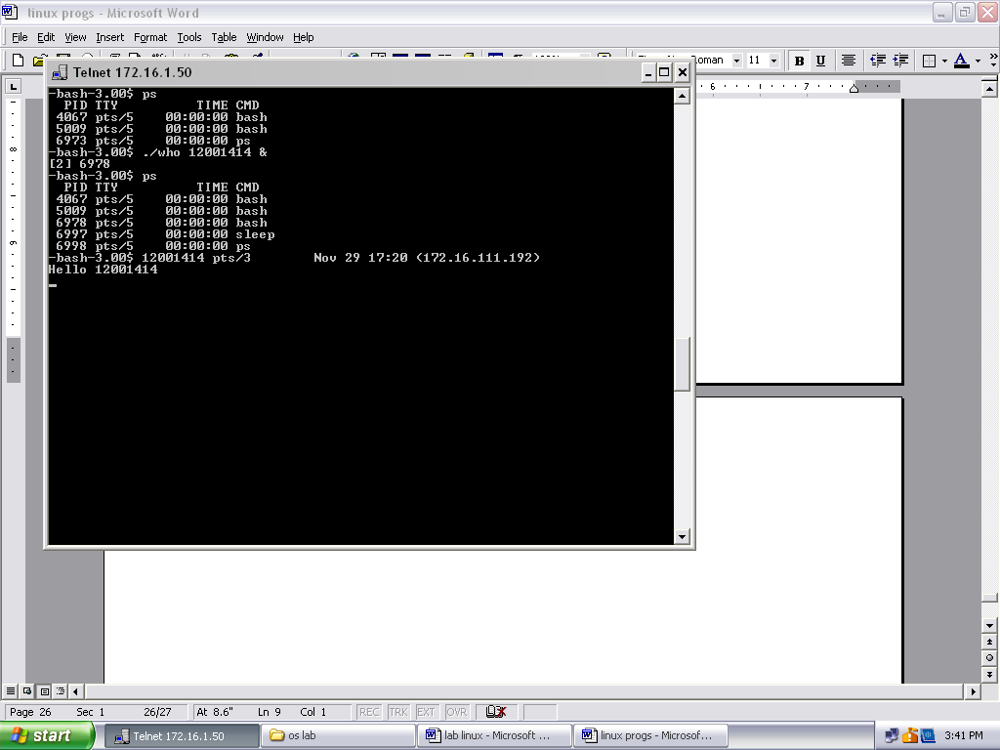 linux progs - Microsoft Word
File Edit View Insert Format Tools Table Window Help
Roman 11 B U A
Telnet 172.16.1.50
6 7
-bash-3.00$ ps
PID TTY TIME CMD
4067 pts/5 00:00:00 bash
5009 pts/5 00:00:00 bash
6973 pts/5 00:00:00 ps
-bash-3.00$ ./who 12001414 &
[2] 6978
-bash-3.00$ ps
PID TTY TIME CMD
4067 pts/5 00:00:00 bash
5009 pts/5 00:00:00 bash
6978 pts/5 00:00:00 bash
6997 pts/5 00:00:00 sleep
6998 pts/5 00:00:00 ps
-bash-3.00$ 12001414 pts/3 Nov 29 17:20 (172.16.111.192)
Hello 12001414
8
9
Page 26 Sec 1 26/27 At 8.6" Ln 9 Col 1 REC TRK EXT OVR
start Telnet 172.16.1.50 os lab lab linux - Microsoft ... linux progs - Microsof... 3:41 PM